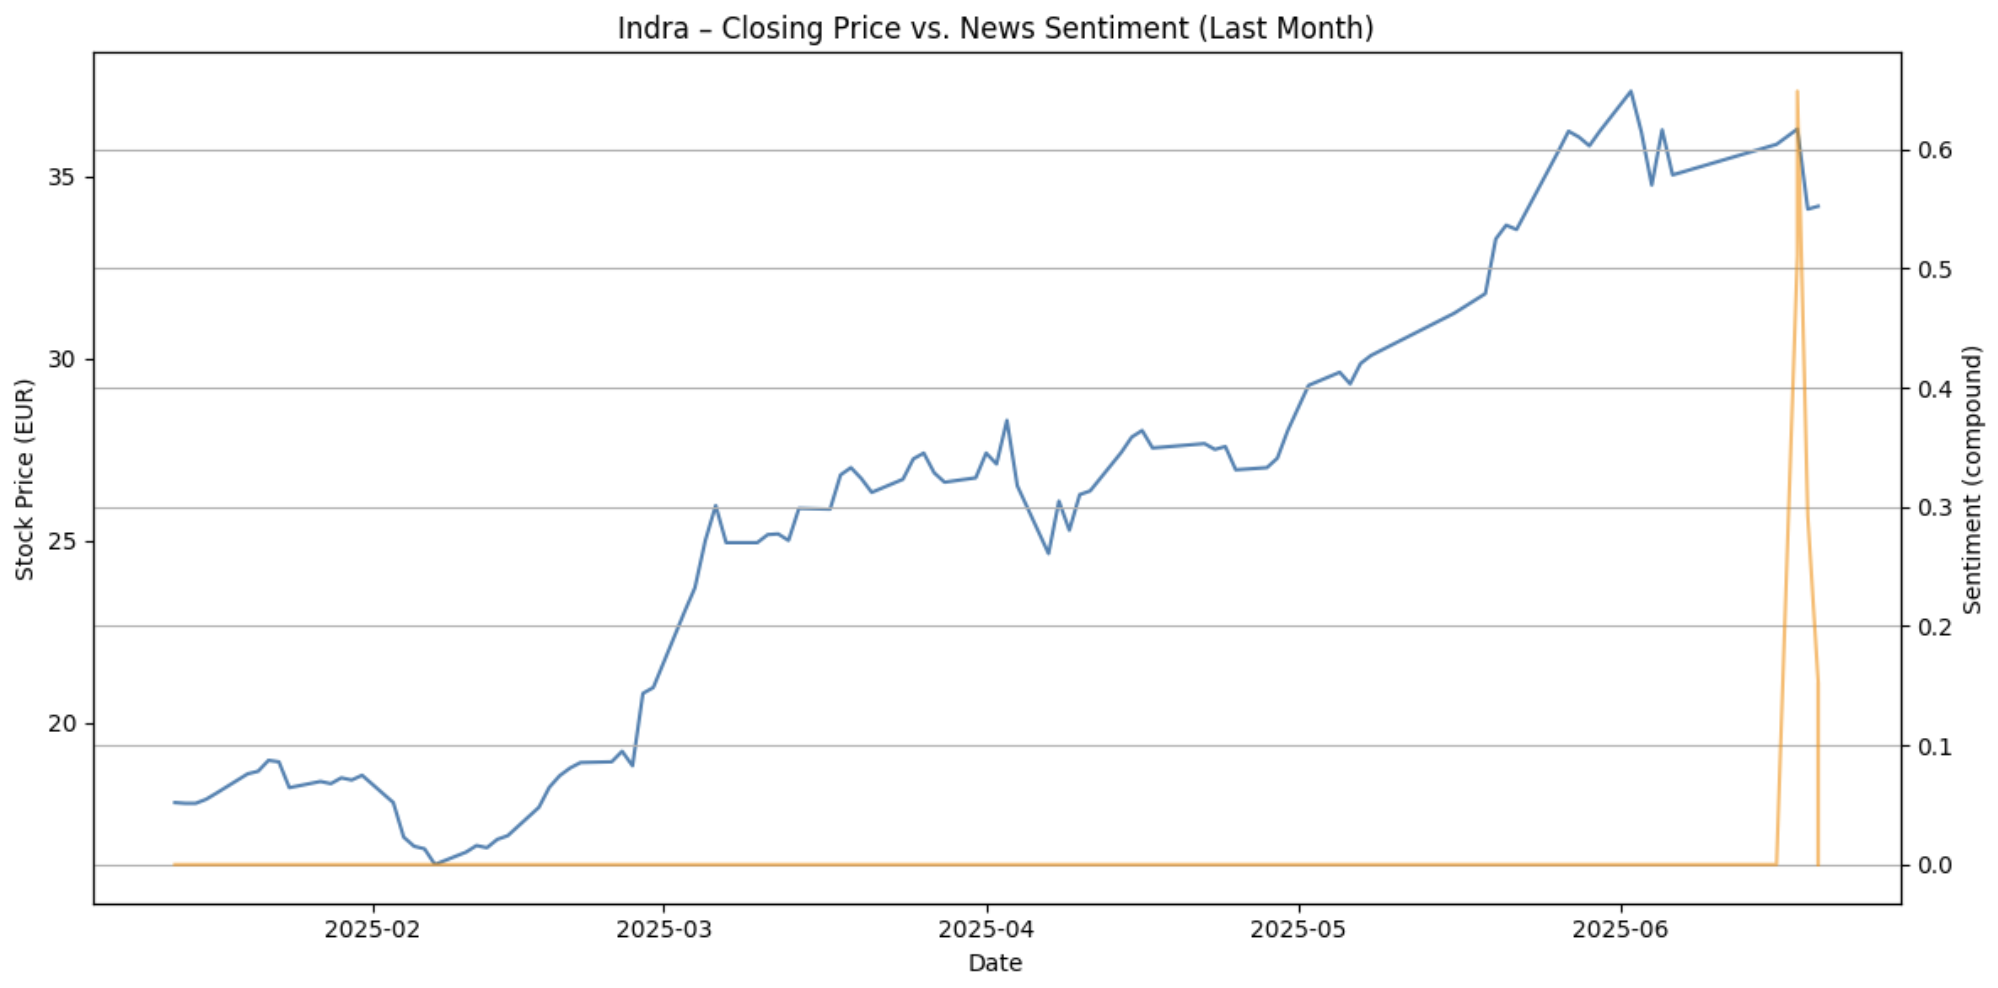 Indra – Closing Price vs. News Sentiment (Last Month)
Stock Price (EUR)
35
30
25
20
0.6
0.5
0.4
0.3
0.2
0.1
0.0
Sentiment (compound)
2025-02 2025-03 2025-04 2025-05 2025-06
Date